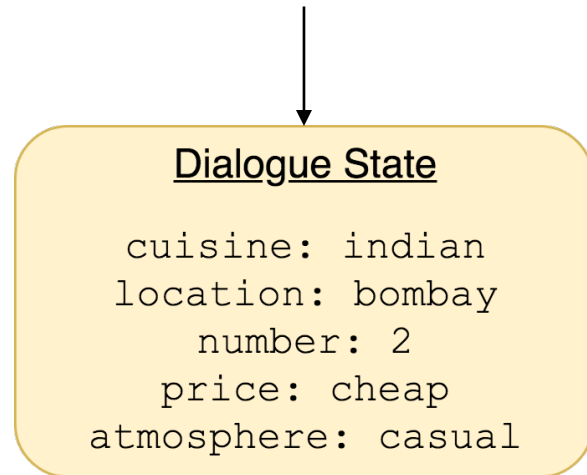 Dialogue State
cuisine: indian
location: bombay
number: 2
price: cheap
atmosphere: casual